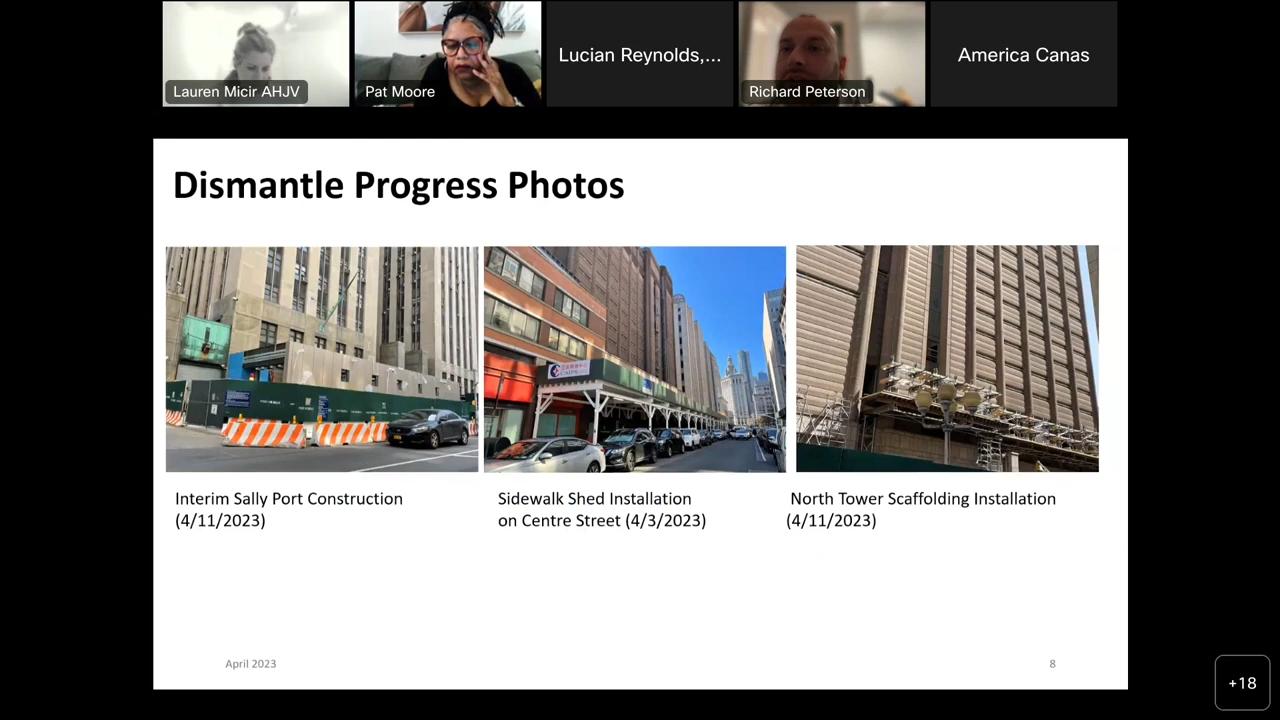 Lauren Micir AHJV
Pat Moore
Lucian Reynolds,...
Richard Peterson
America Canas
Dismantle Progress Photos
Interim Sally Port Construction
(4/11/2023)
Sidewalk Shed Installation
on Centre Street (4/3/2023)
North Tower Scaffolding Installation
(4/11/2023)
April 2023
8
+18